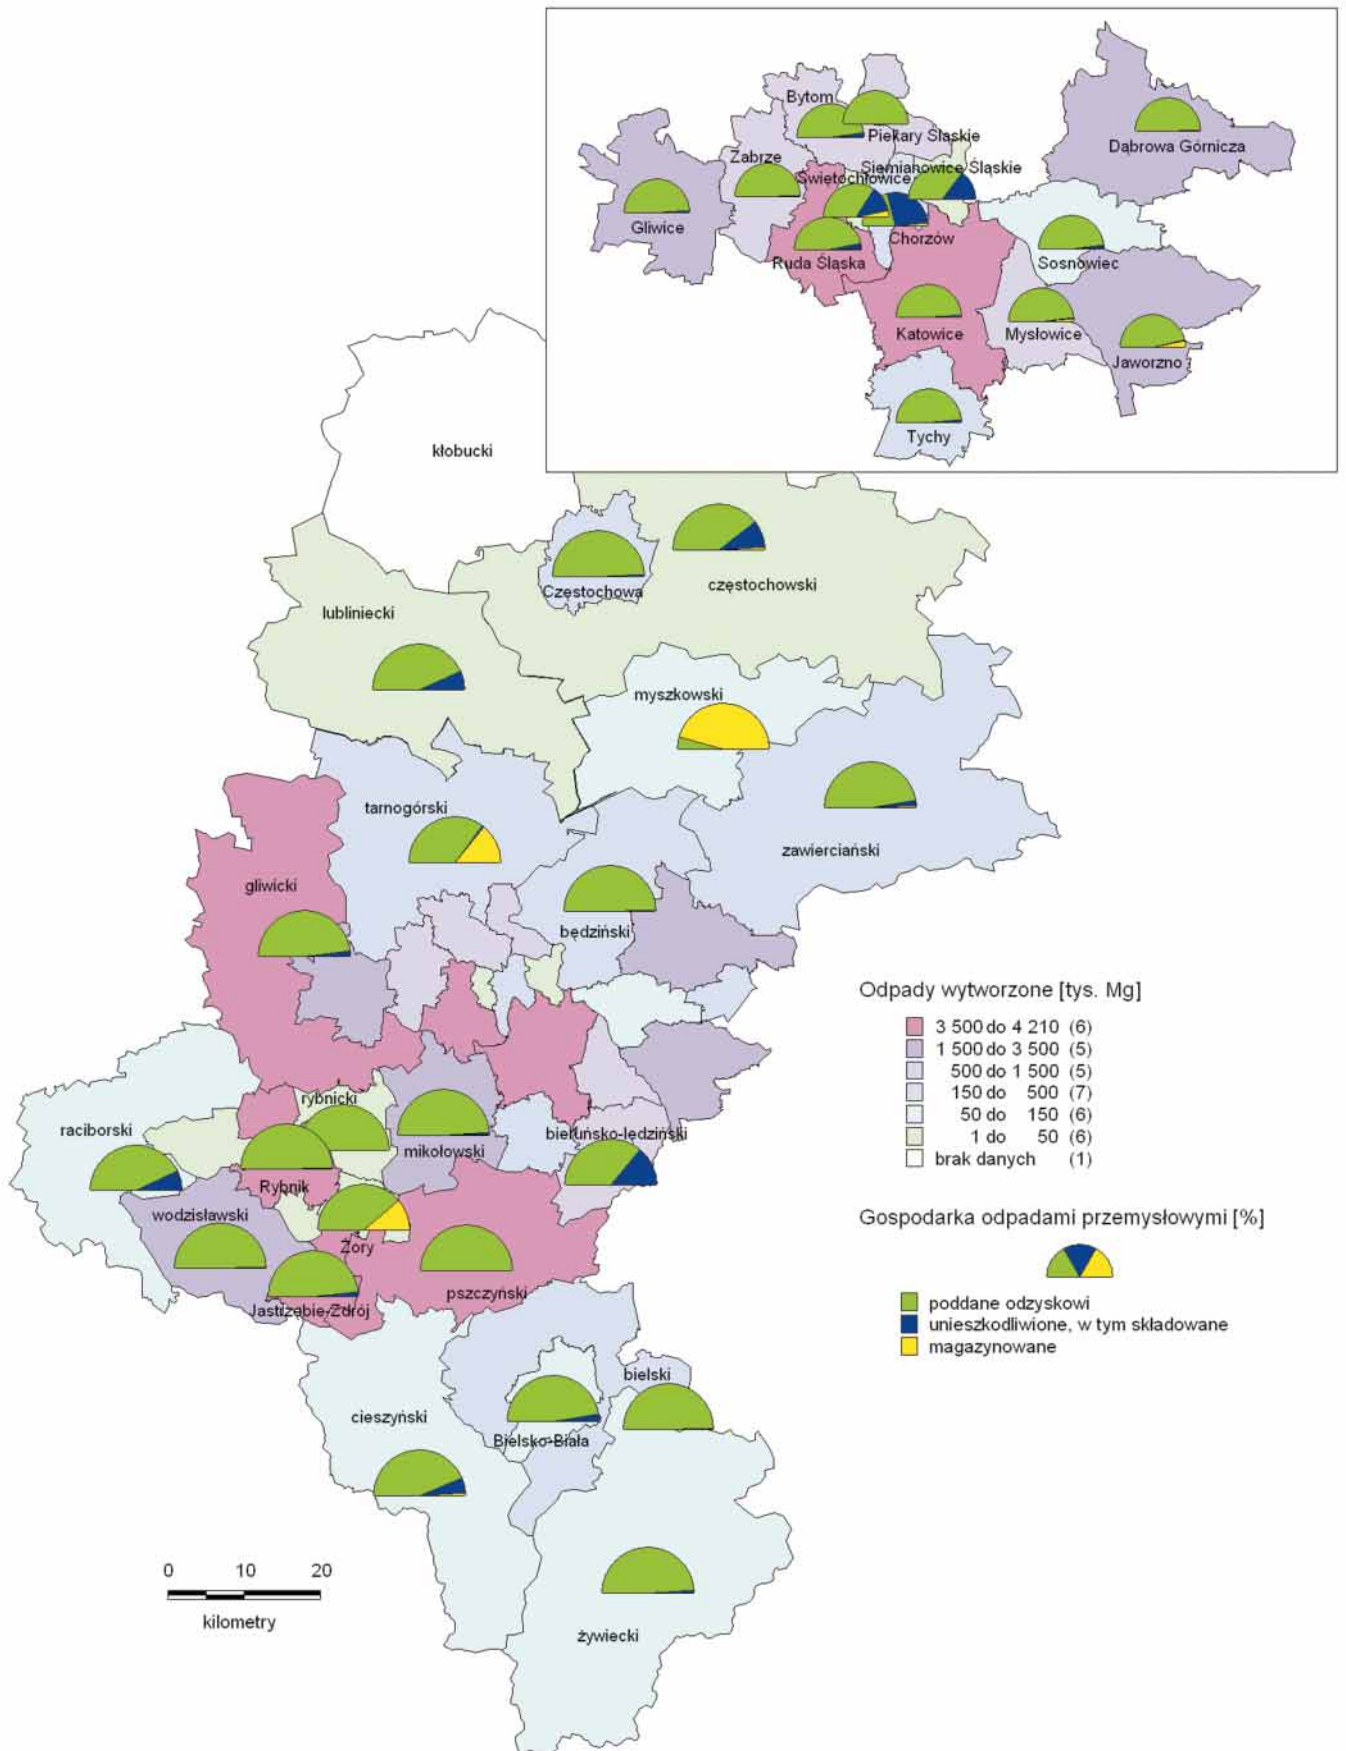 Bytom
Piekary Śląskie
Dąbrowa Górnicza
Zabrze
Siemianowice Śląskie
Świętochłowice
Gliwice
Chorzów
Ruda Śląska
Sosnowiec
Katowice
Mysłowice
Jaworzno
Tychy
kłobucki
Częstochowa
częstochowski
lubliniecki
myszkowski
tarnogórski
zawierciański
gliwicki
będziński
Odpady wytworzone [tys. Mg]
3 500 do 4 210 (6)
1 500 do 3 500 (5)
500 do 1 500 (5)
150 do 500 (7)
50 do 150 (6)
1 do 50 (6)
brak danych (1)
rybnicki
raciborski
bieruńsko-lędziński
mikołowski
Rybnik
wodzisławski
Żory
Gospodarka odpadami przemysłowymi [%]
poddane odzyskowi
unieszkodliwione, w tym składowane
magazynowane
pszczyński
Jastrzębie-Zdrój
bielski
cieszyński
Bielsko-Biała
0 10 20
kilometry
żywiecki